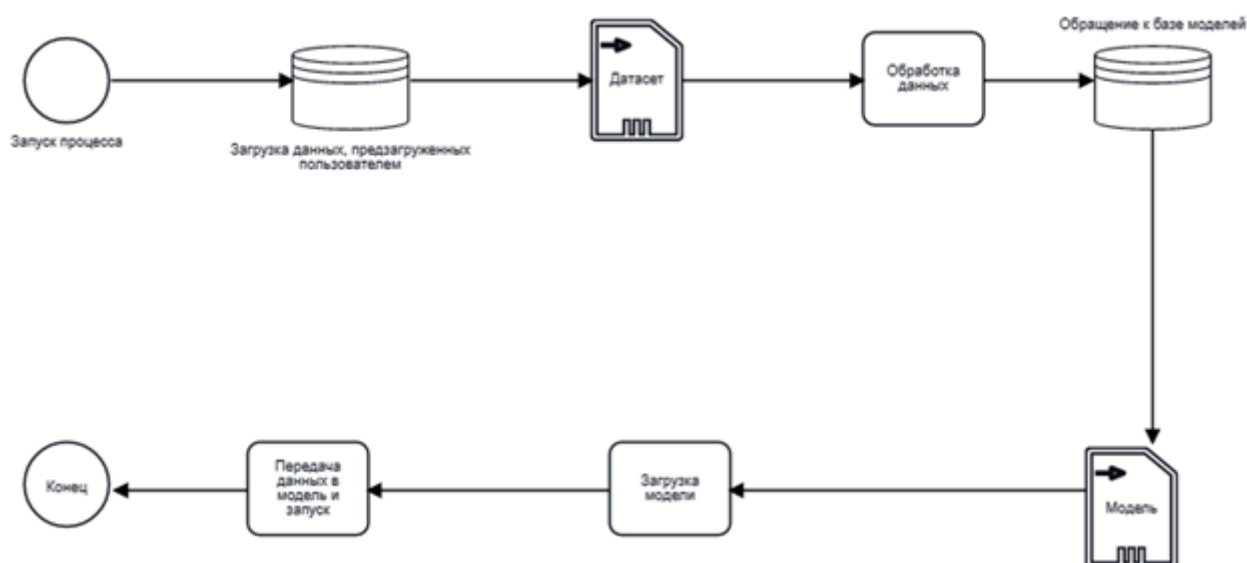 Обращение к базе моделей
Запуск процесса
Загрузка данных, предзагруженных
пользователем
Датасет
Обработка
данных
Конец
Передача
данных в
модель и
запуск
Загрузка
модели
Модель